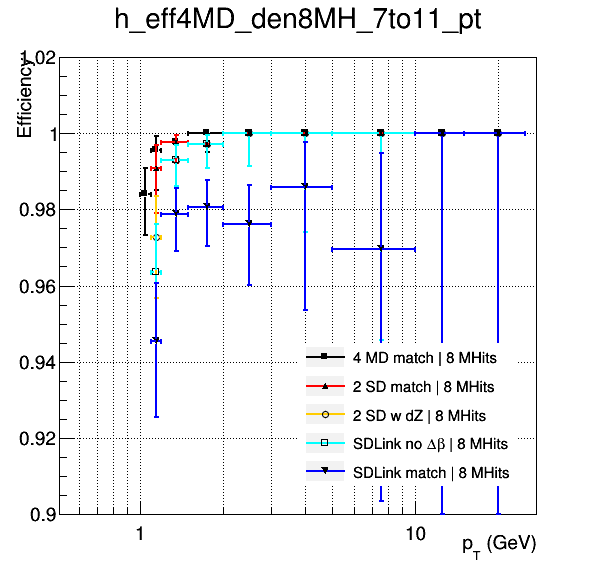 h_eff4MD_den8MH_7to11_pt
Efficiency
1.02
1
0.98
0.96
0.94
0.92
0.9
4 MD match | 8 MHits
2 SD match | 8 MHits
2 SD w dZ | 8 MHits
SDLink no Δβ | 8 MHits
SDLink match | 8 MHits
1
10
p_T (GeV)